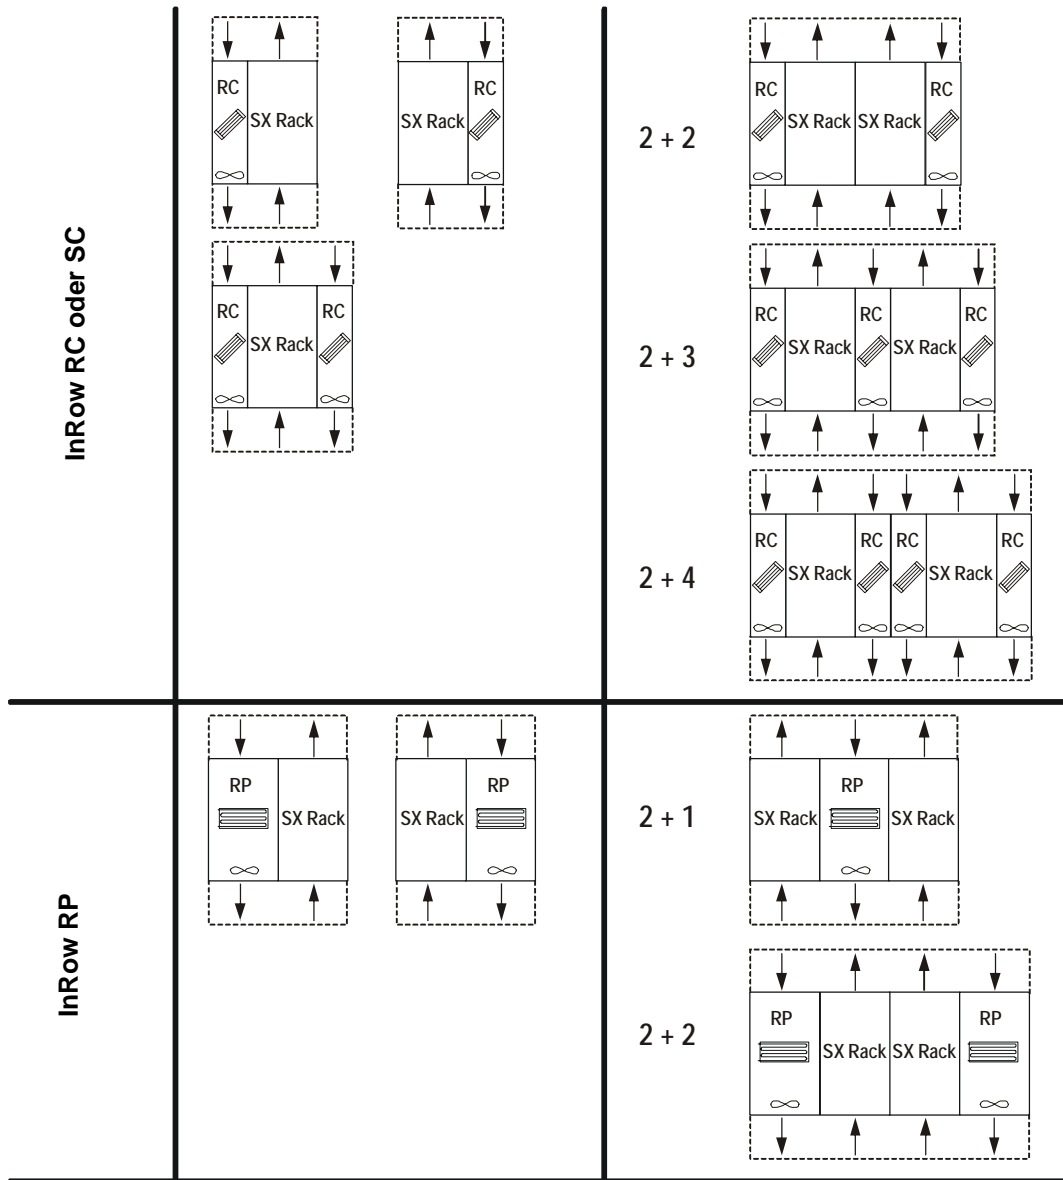 InRow RC oder SC
RC
SX Rack
SX Rack
RC
RC
SX Rack
RC
2 + 2
RC
SX Rack
SX Rack
RC
2 + 3
RC
SX Rack
RC
SX Rack
RC
2 + 4
RC
SX Rack
RC
RC
SX Rack
RC
InRow RP
RP
SX Rack
SX Rack
RP
2 + 1
SX Rack
RP
SX Rack
2 + 2
RP
SX Rack
SX Rack
RP